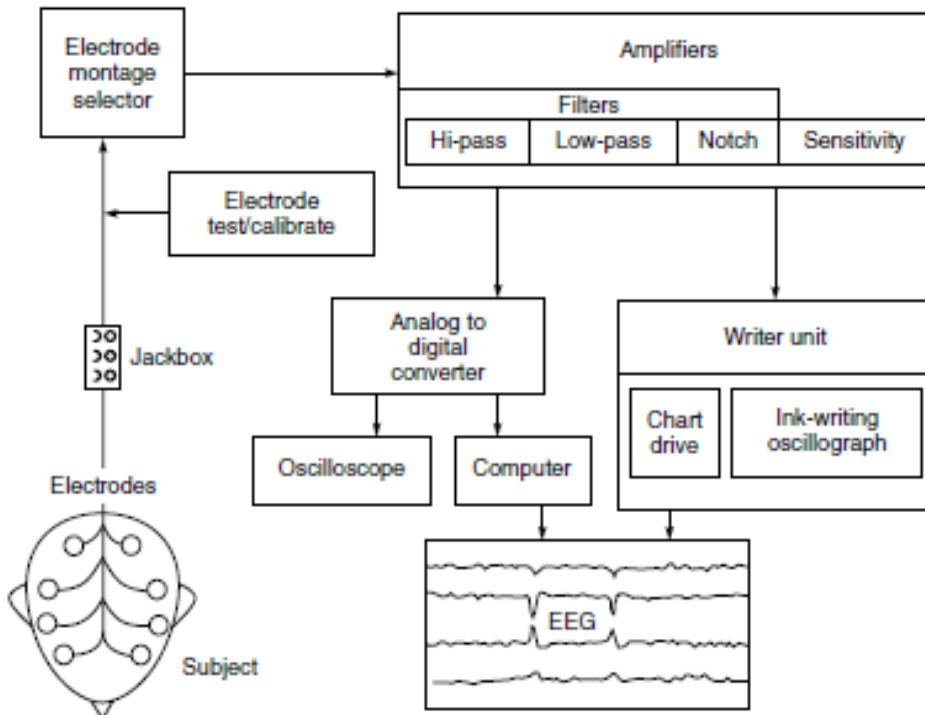 Electrode
montage
selector
Amplifiers
Filters
Hi-pass
Low-pass
Notch
Sensitivity
Electrode
test/calibrate
Jackbox
Analog to
digital
converter
Writer unit
Chart
drive
Ink-writing
oscillograph
Oscilloscope
Computer
Electrodes
EEG
Subject